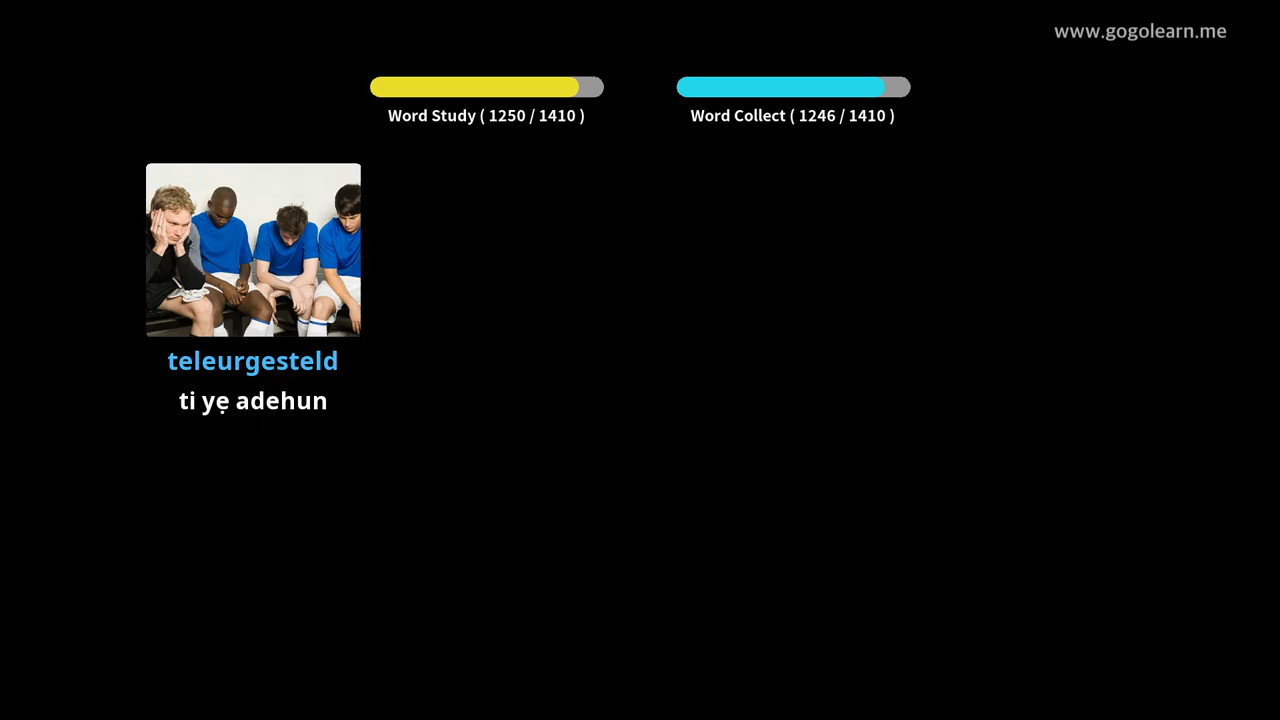 www.gogolearn.me
Word Study ( 1250 / 1410 )
Word Collect ( 1246 / 1410 )
teleurgesteld
ti yẹ adehun